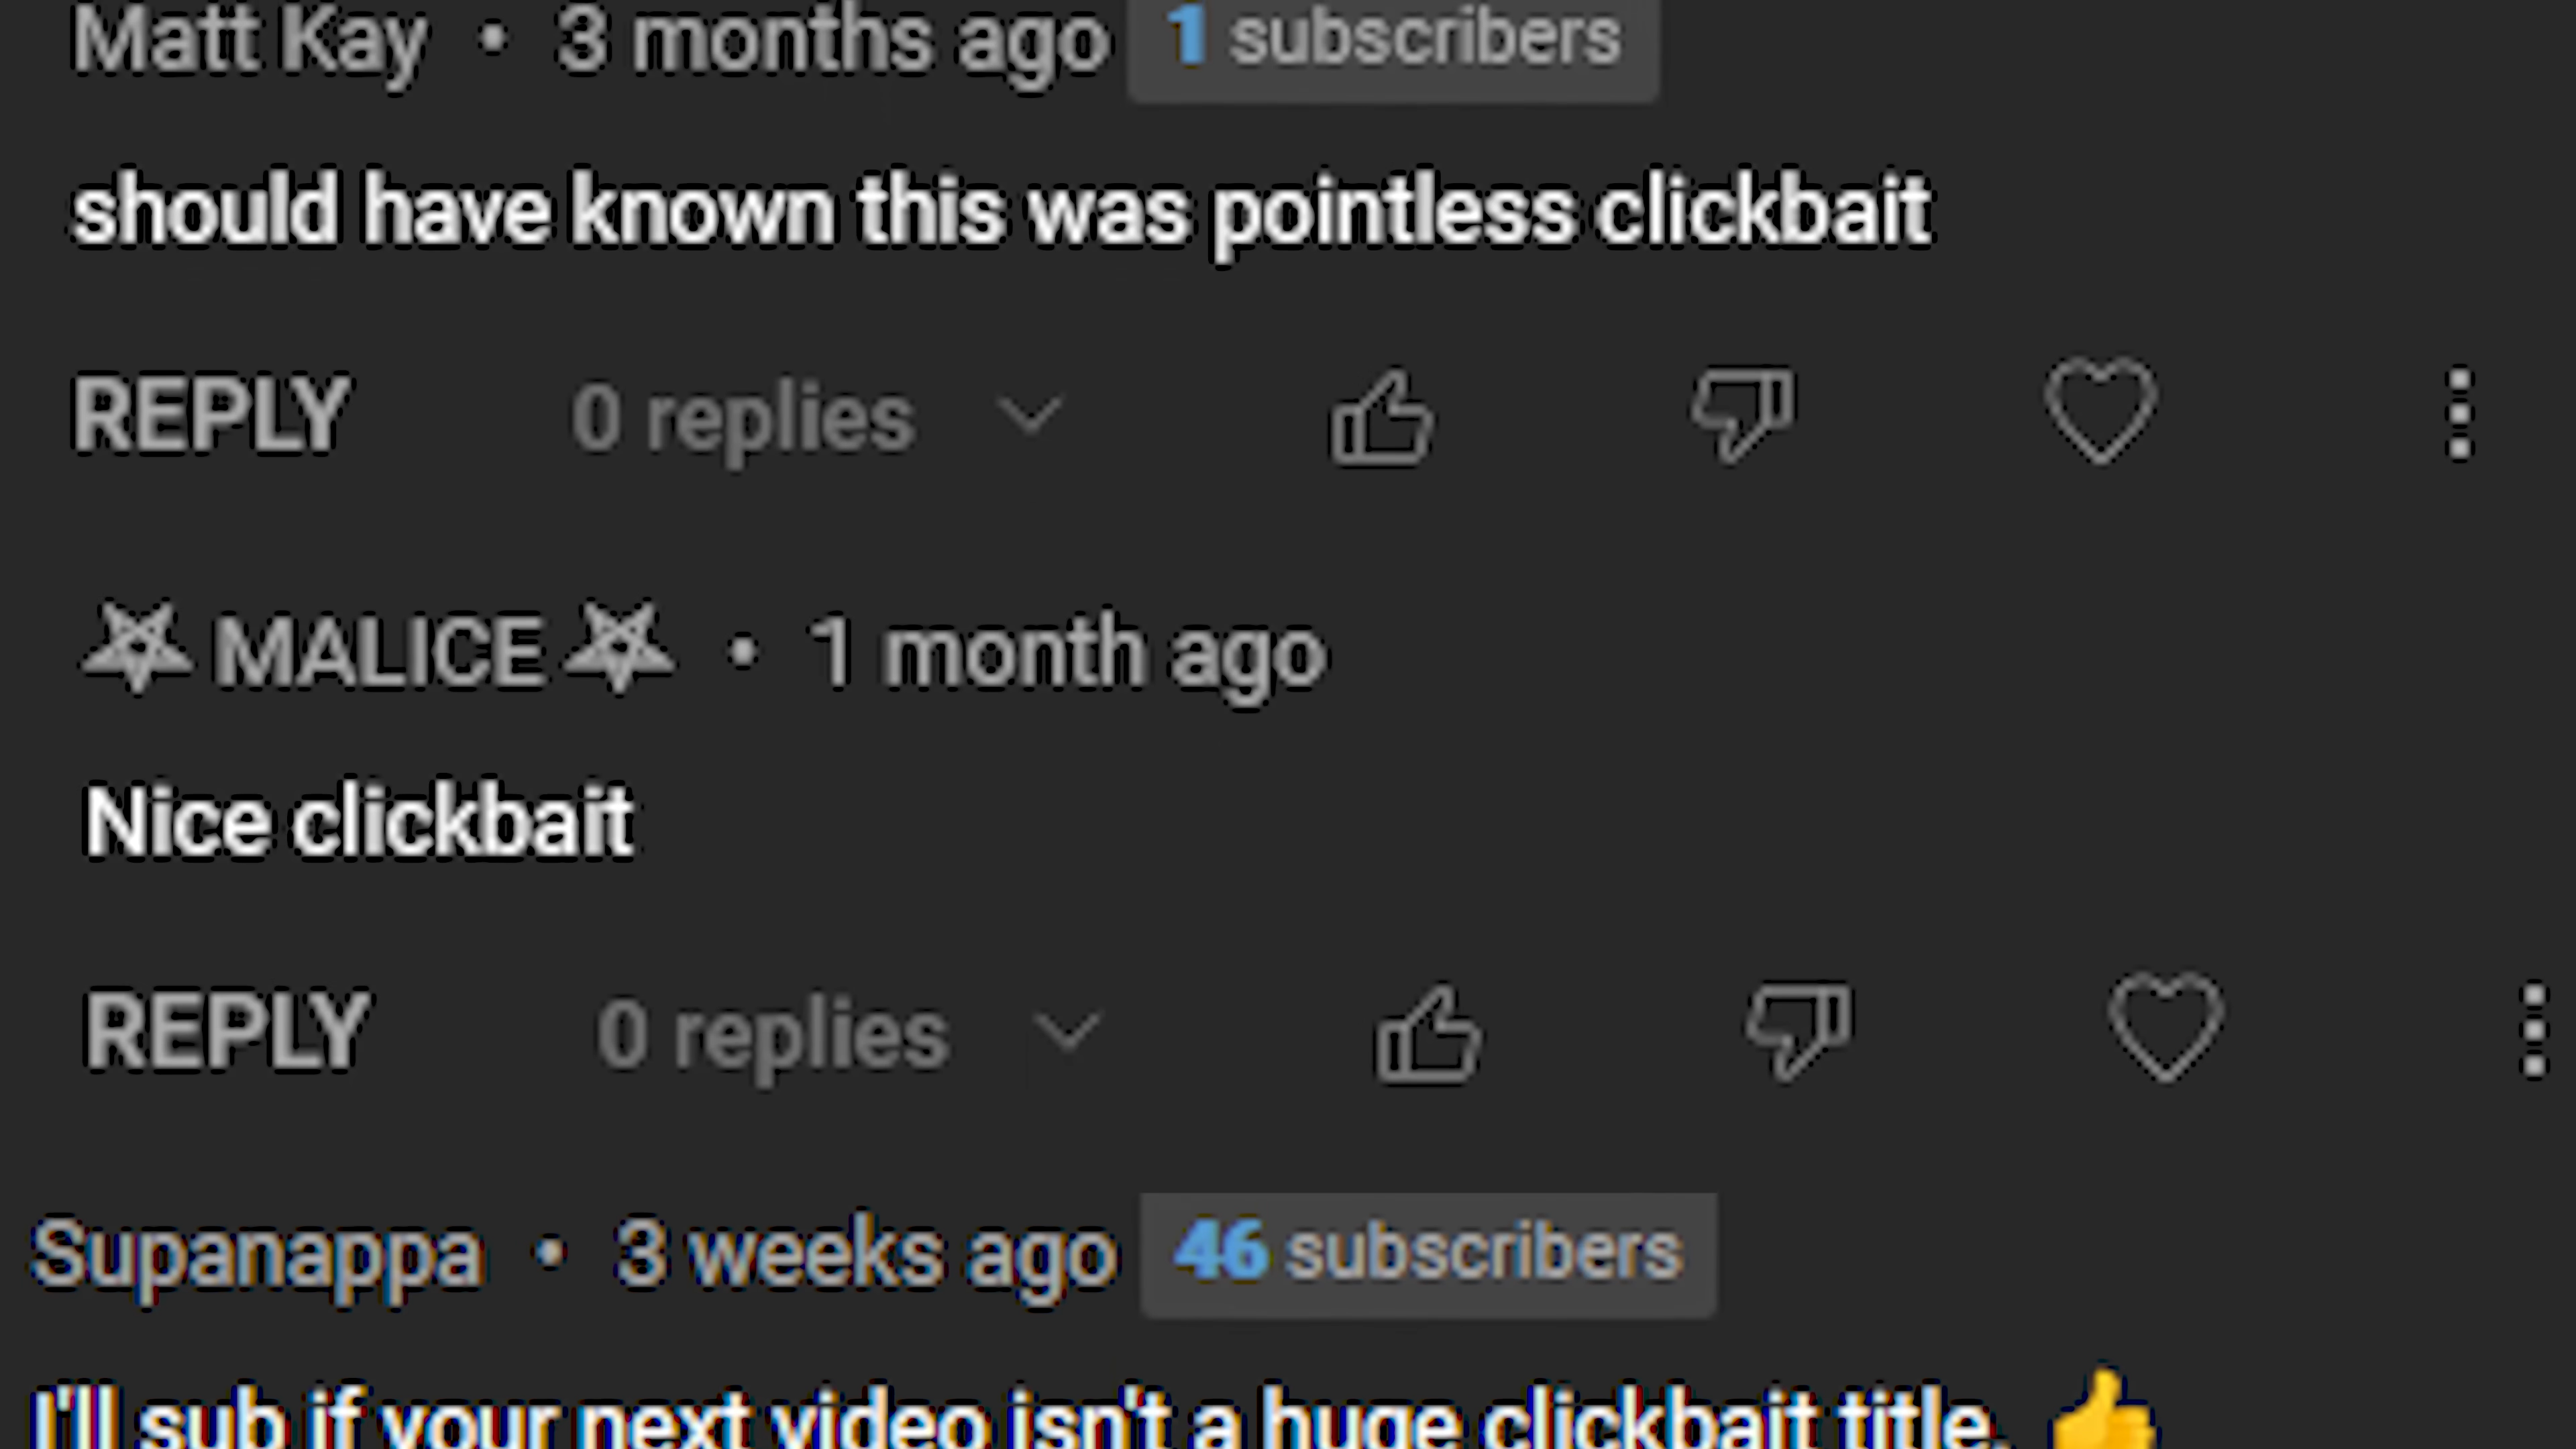 Matt Kay • 3 months ago 1 subscribers
should have known this was pointless clickbait
REPLY 0 replies
⛧ MALICE ⛧ • 1 month ago
Nice clickbait
REPLY 0 replies
Supanappa • 3 weeks ago 46 subscribers
I'll sub if your next video isn't a huge clickbait title. 👍